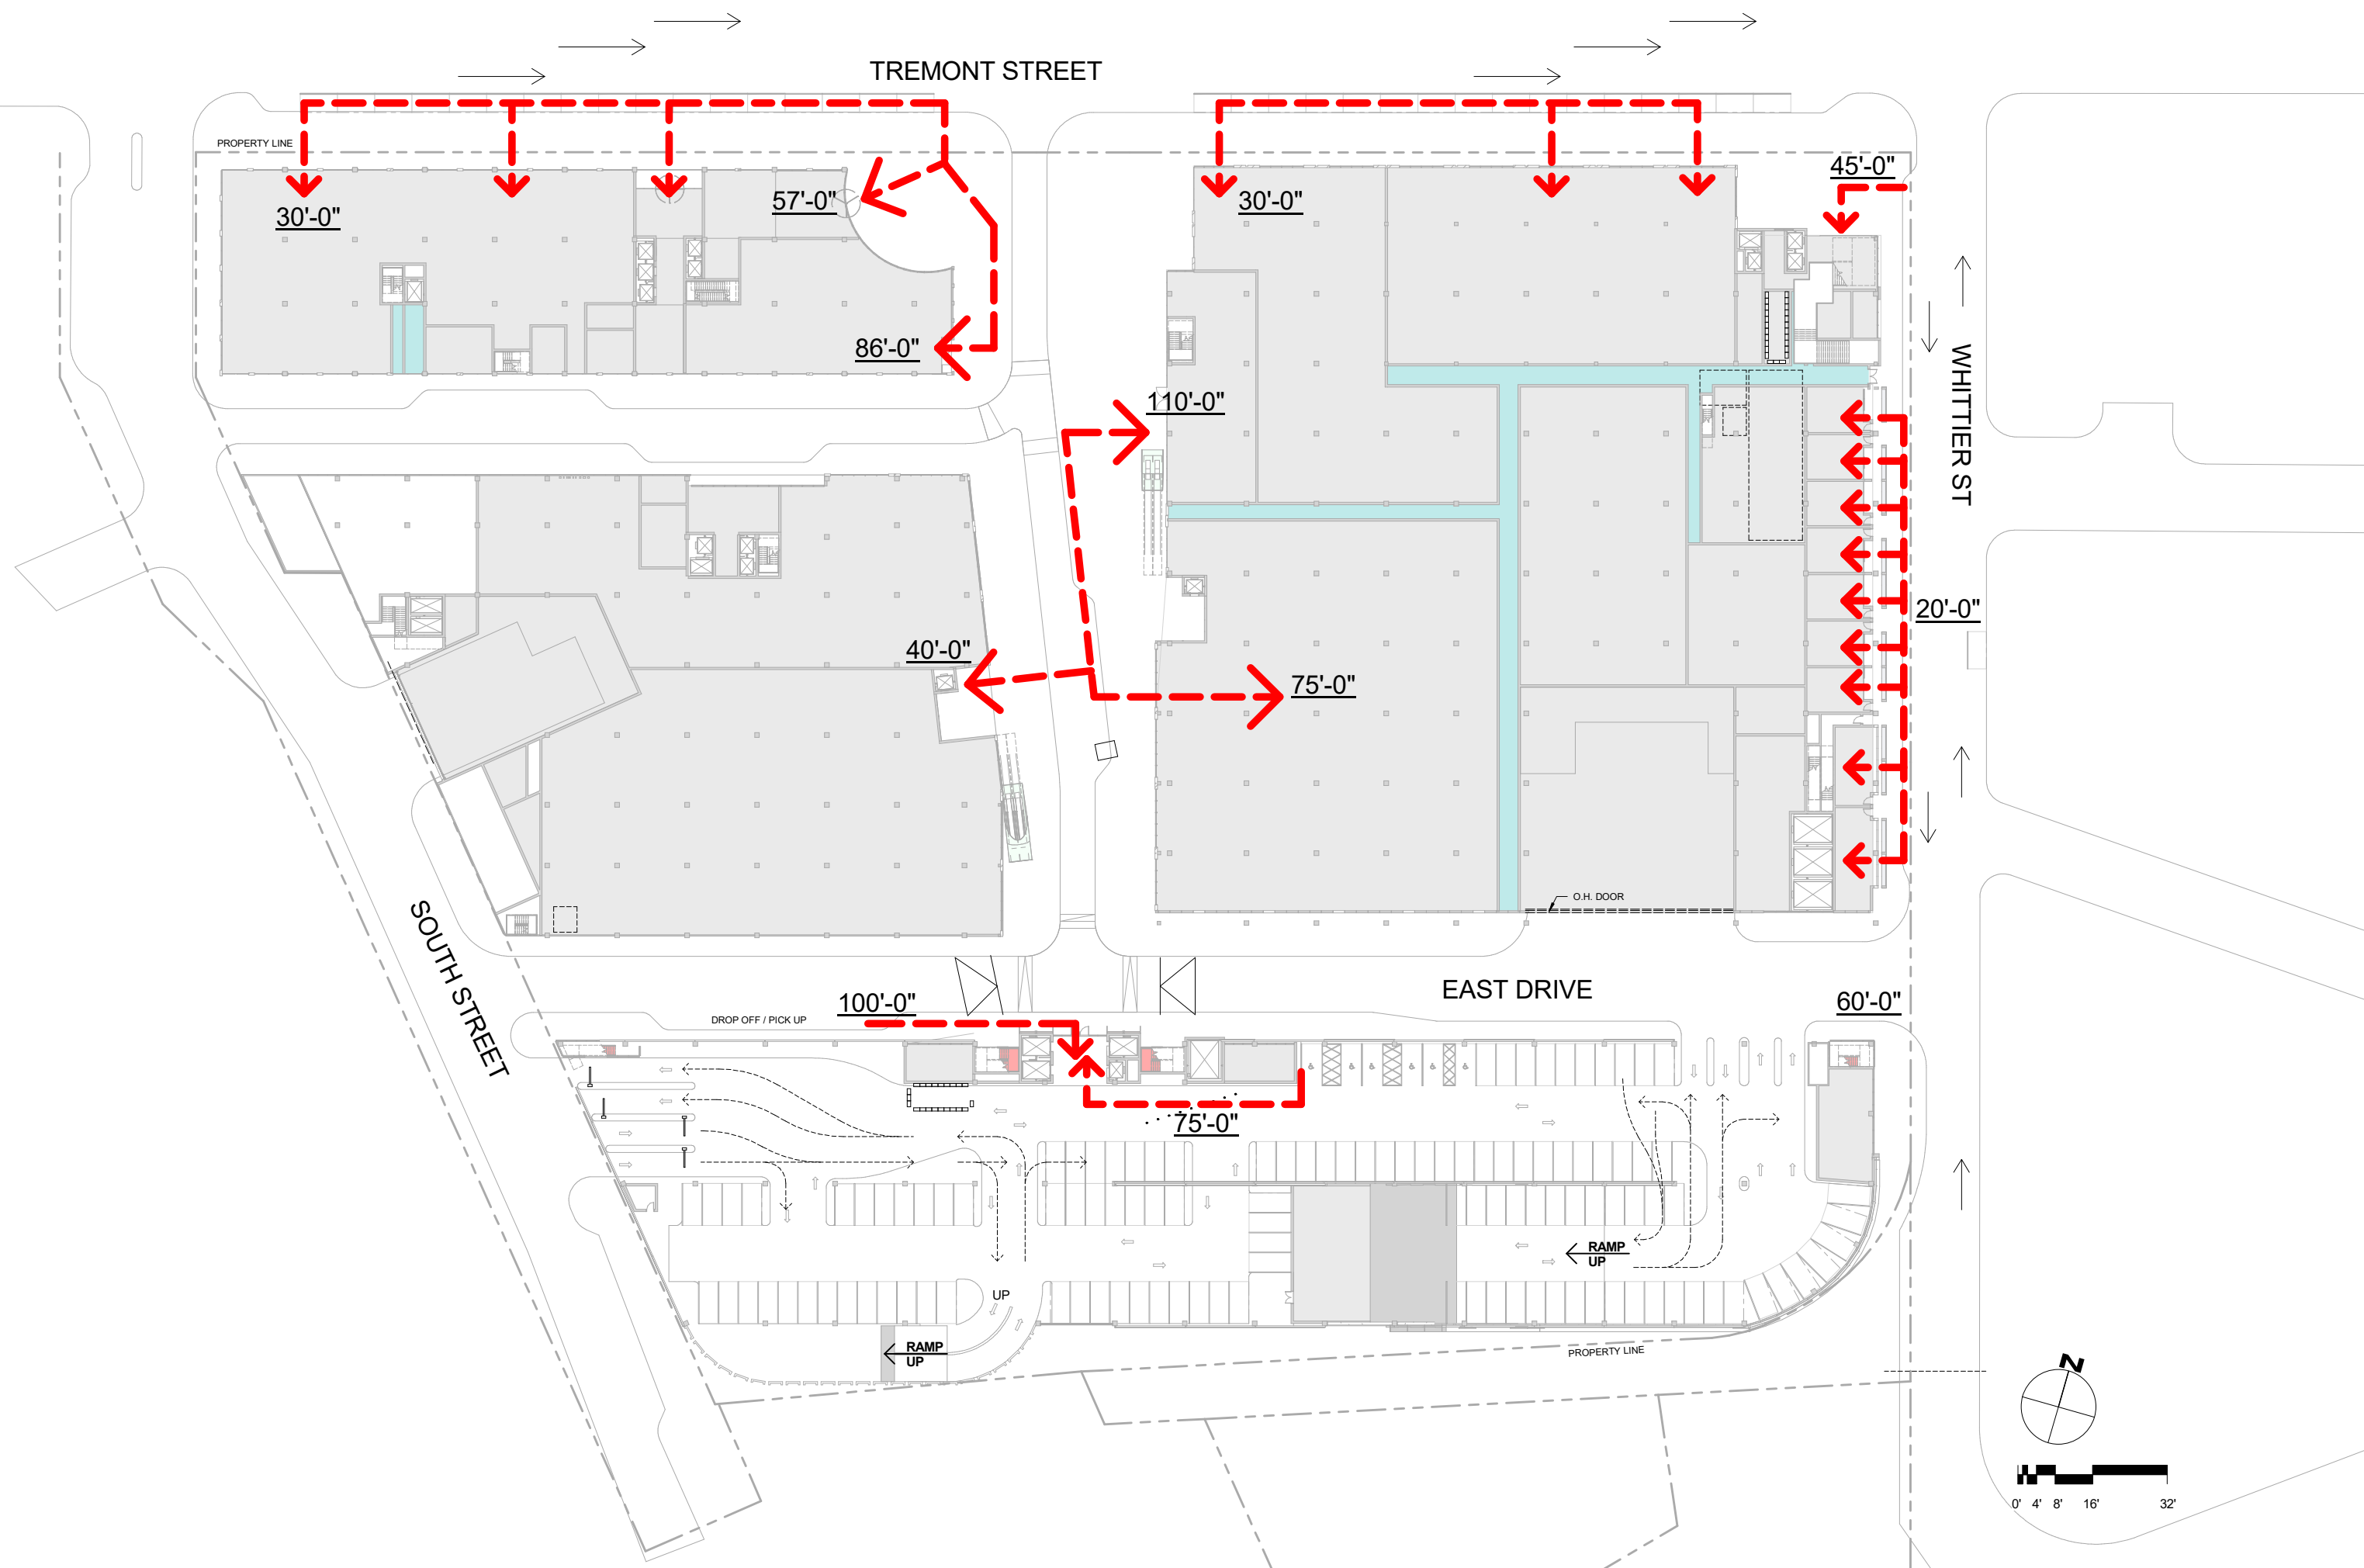 TREMONT STREET
PROPERTY LINE
45'-0"
57'-0"
30'-0"
30'-0"
86'-0"
WHITTIER ST
110'-0"
20'-0"
40'-0"
75'-0"
O.H. DOOR
SOUTH STREET
EAST DRIVE
100'-0"
60'-0"
DROP OFF / PICK UP
75'-0"
RAMP
UP
UP
RAMP
UP
PROPERTY LINE
N
0' 4' 8' 16' 32'